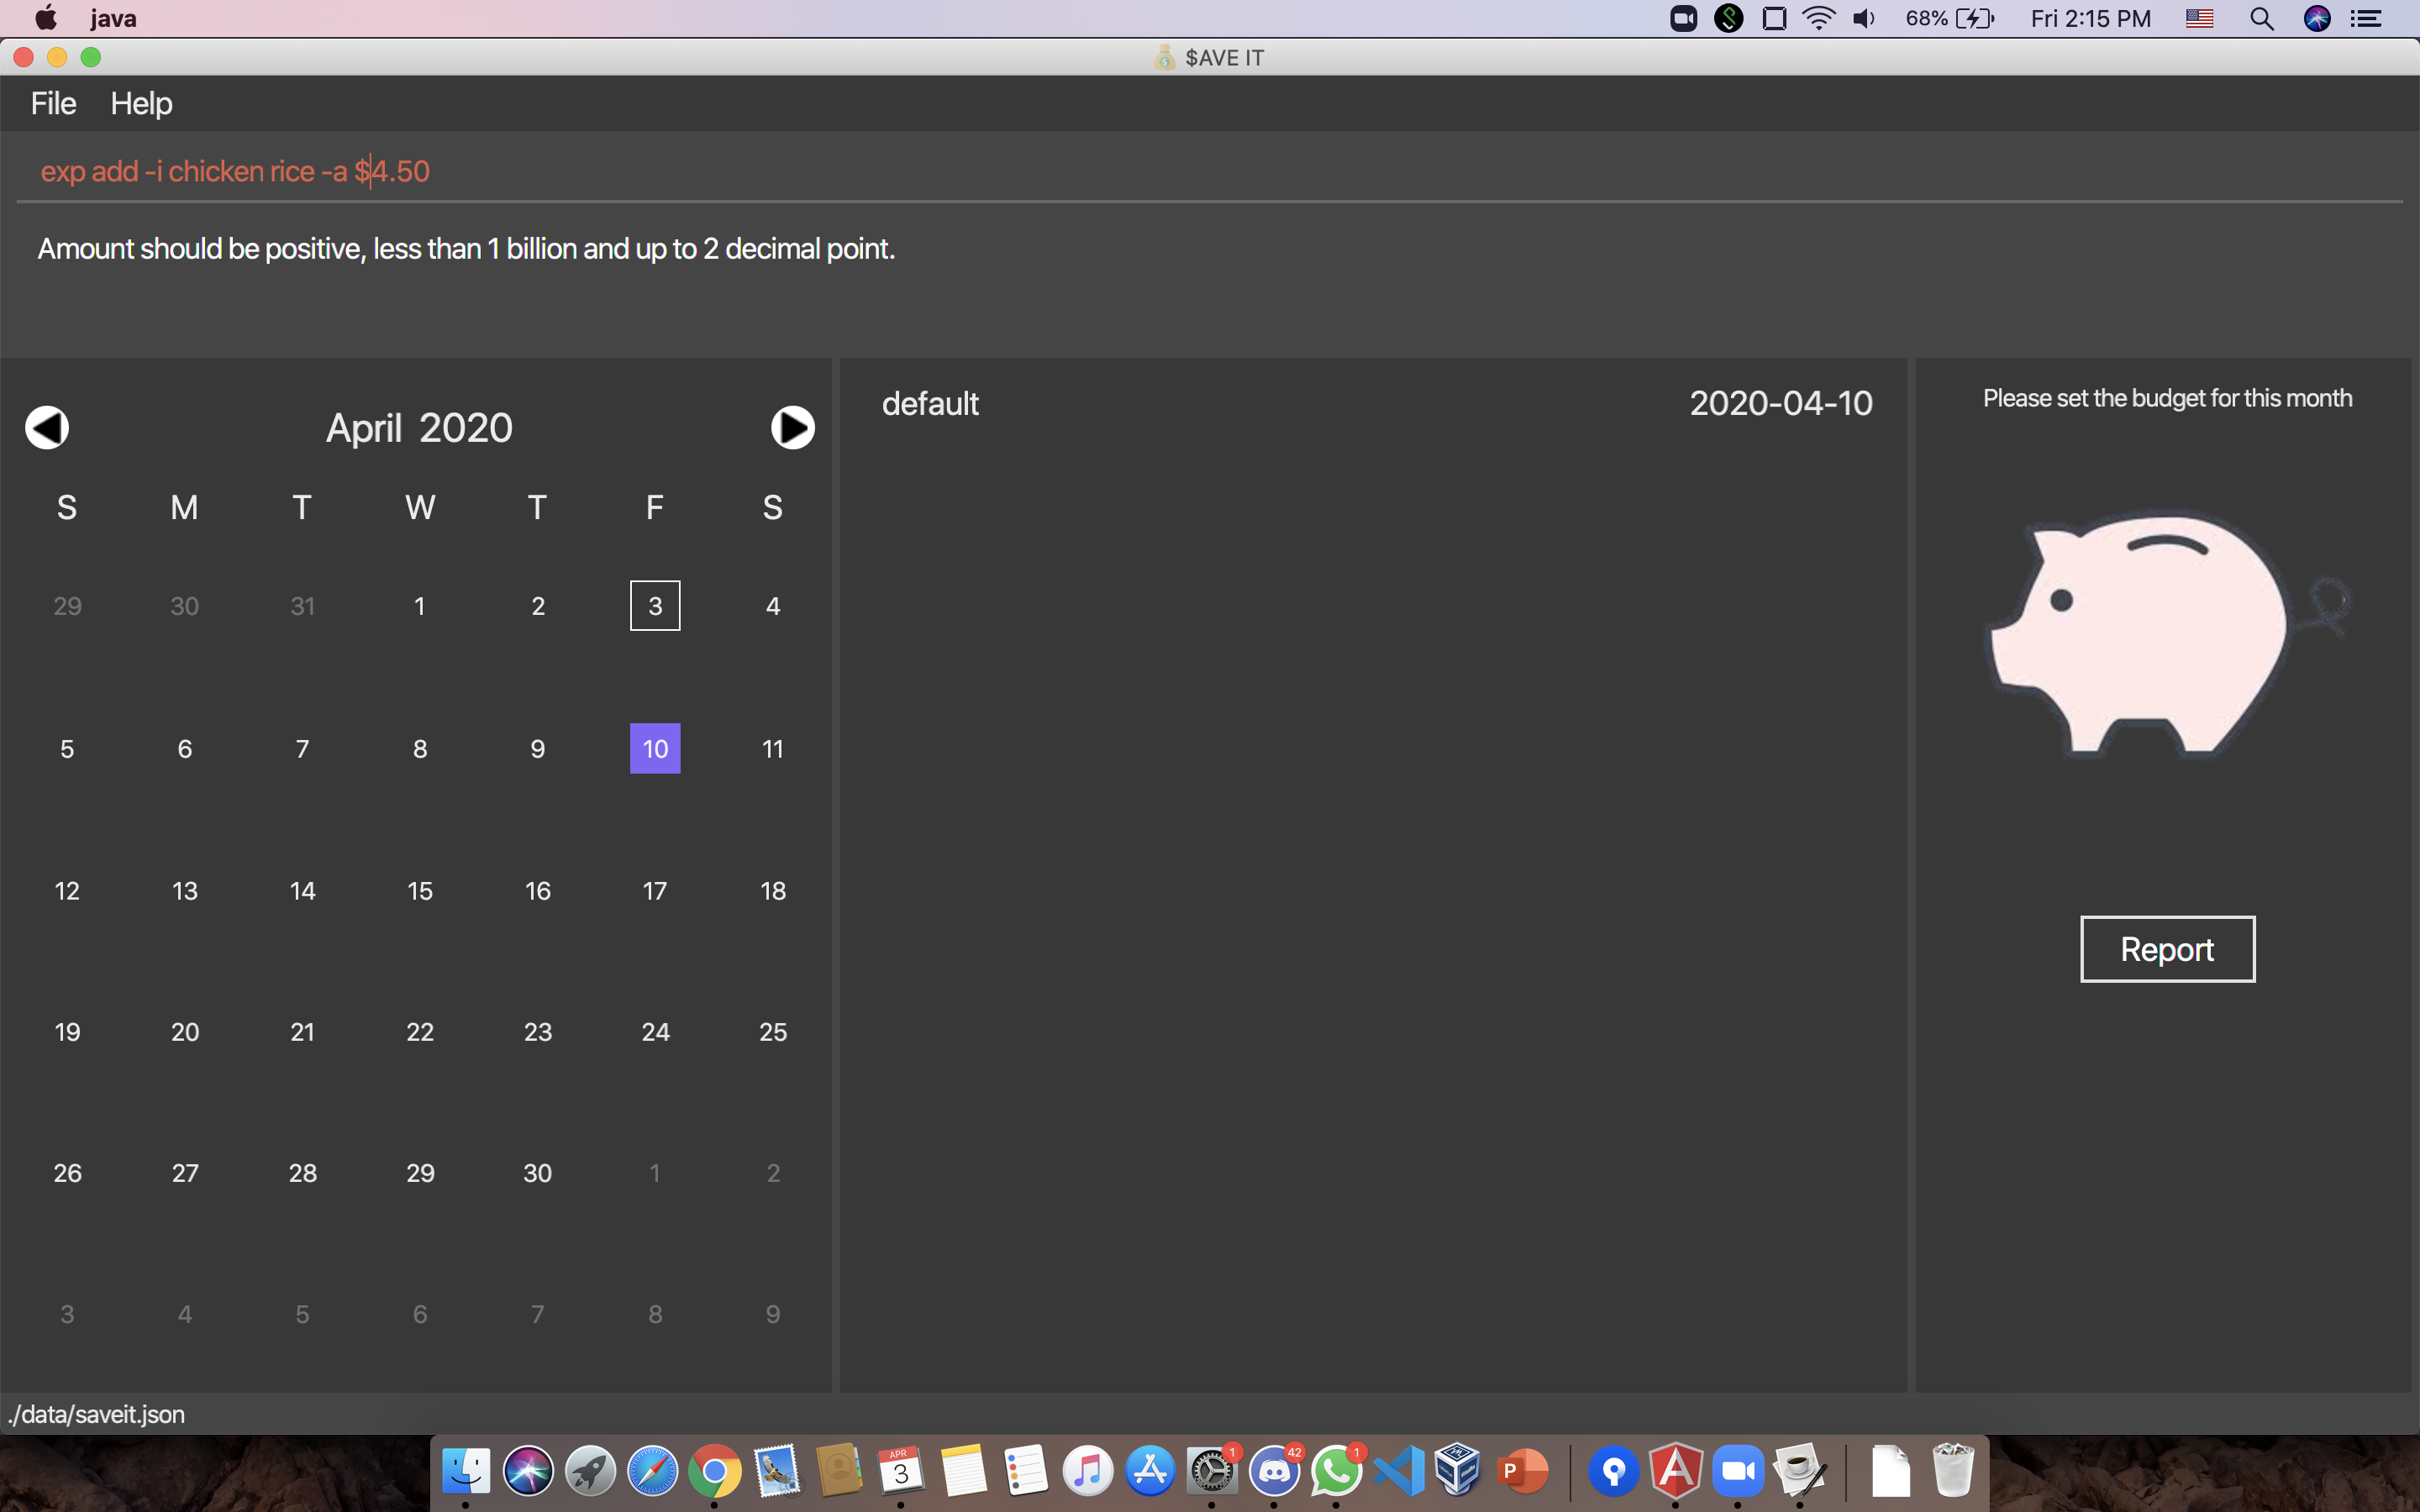 java 68% Fri 2:15 PM
$AVE IT
File Help
exp add -i chicken rice -a $4.50
Amount should be positive, less than 1 billion and up to 2 decimal point.
April 2020
S M T W T F S
29 30 31 1 2 3 4
5 6 7 8 9 10 11
12 13 14 15 16 17 18
19 20 21 22 23 24 25
26 27 28 29 30 1 2
3 4 5 6 7 8 9
default 2020-04-10
Please set the budget for this month
Report
./data/saveit.json
APR
3
1
42
1
P